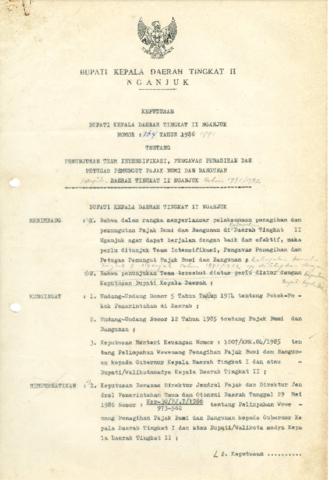 BUPATI KEPALA DAERAH TINGKAT II
NGANJUK
KEPUTUSAN
BUPATI KEPALA DAERAH TINGKAT II NGANJUK
NOMOR : TAHUN 1986
TENTANG
PENUNJUKAN TEAM INTENSIFIKASI, PENGAWAS PENAGIHAN DAN
PETUGAS PEMUNGUT PAJAK BUMI DAN BANGUNAN
DAERAH TINGKAT II NGANJUK
BUPATI KEPALA DAERAH TINGKAT II NGANJUK
MENIMBANG : Bahwa dalam rangka memperlancar pelaksanaan penagihan dan
pemungutan Pajak Bumi dan Bangunan di Daerah Tingkat II
Nganjuk agar dapat berjalan dengan baik dan efektif, maka
perlu ditunjuk Team Intensifikasi, Pengawas Penagihan dan
Petugas Pemungut Pajak Bumi dan Bangunan;
Bahwa penunjukan Team tersebut diatur perlu diatur dengan
Keputusan Bupati Kepala Daerah;
MENGINGAT : 1. Undang-Undang Nomor 5 Tahun 1974 tentang Pokok-Po-
kok Pemerintahan di Daerah
2. Undang-Undang Nomor 12 Tahun 1985 tentang Pajak Bumi dan
Bangunan;
3. Keputusan Menteri Keuangan Nomor : 1007/KMK.04/1985 ten-
tang Pelimpahan Wewenang Penagihan Pajak Bumi dan Bangun-
an kepada Gubernur Kepala Daerah Tingkat I dan atau
Bupati/Walikotamadya Kepala Daerah Tingkat II;
MEMPERHATIKAN : Keputusan Bersama Direktur Jendral Pajak dan Direktur Jen
dral Pemerintahan Umum dan Otonomi Daerah Tanggal 29 Mei
1986 Nomor : tentang Pelimpahan Wewe
973-562
nang Penagihan Pajak Bumi dan Bangunan kepada Gubernur Ke
pala Daerah Tingkat I dan atau Bupati/Walikota madya Kepa
la Daerah Tingkat II;
Keputusan